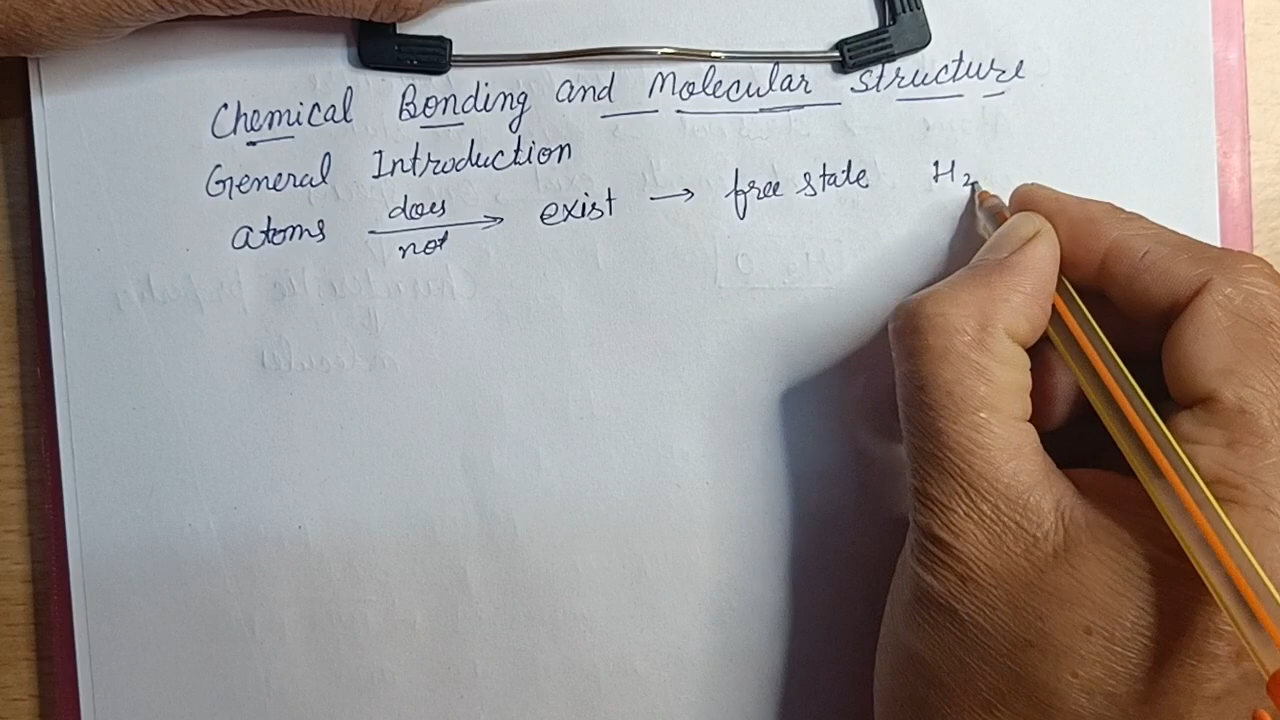 Chemical Bonding and Molecular structure
General Introduction
atoms does not exist → free state H2